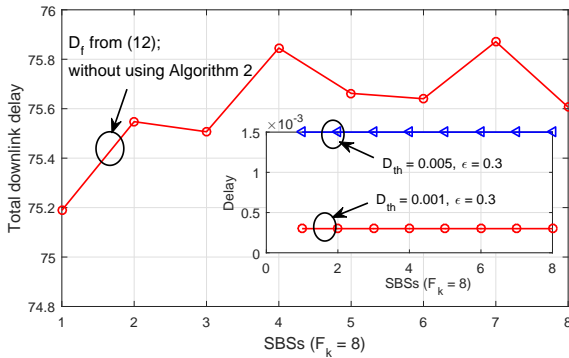 76
75.8
75.6
75.4
75.2
75
74.8
Total downlink delay
D_f from (12);
without using Algorithm 2
×10^-3
1.5
1
0.5
0
Delay
D_th = 0.005, ϵ = 0.3
D_th = 0.001, ϵ = 0.3
0 2 4 6 8
SBSs (F_k = 8)
1 2 3 4 5 6 7 8
SBSs (F_k = 8)